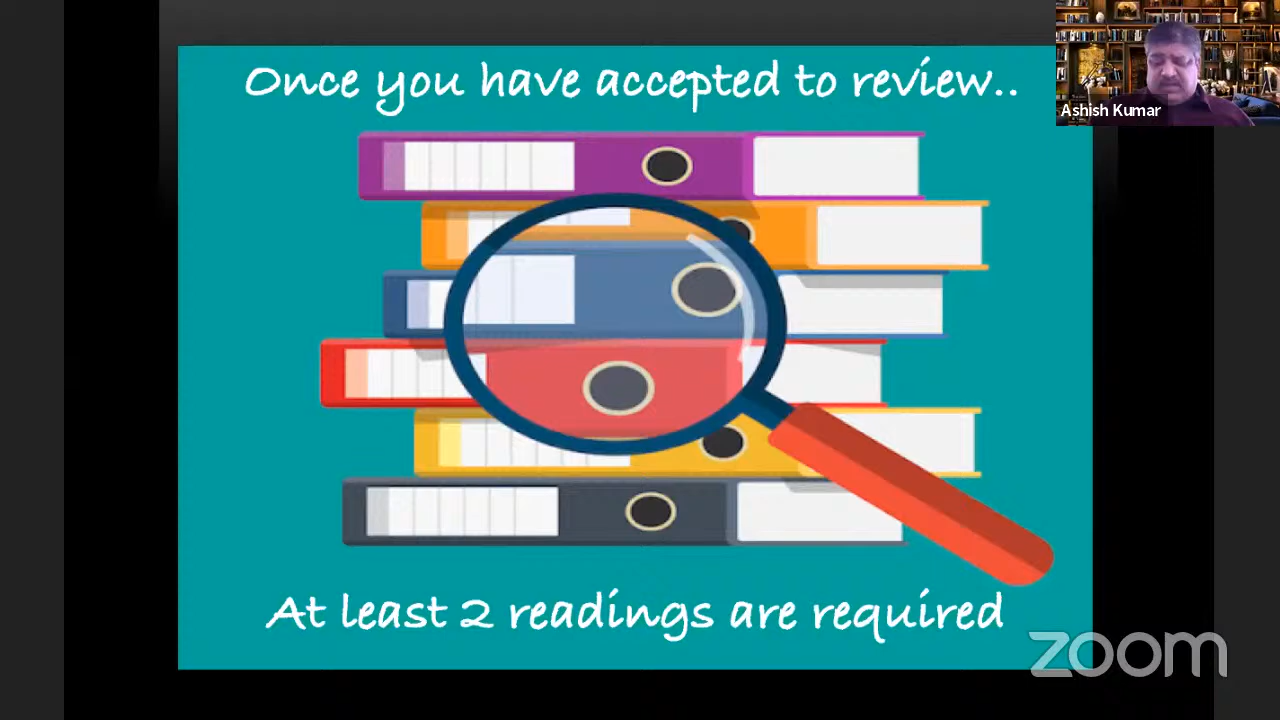 Once you have accepted to review..
Ashish Kumar
At least 2 readings are required
zoom